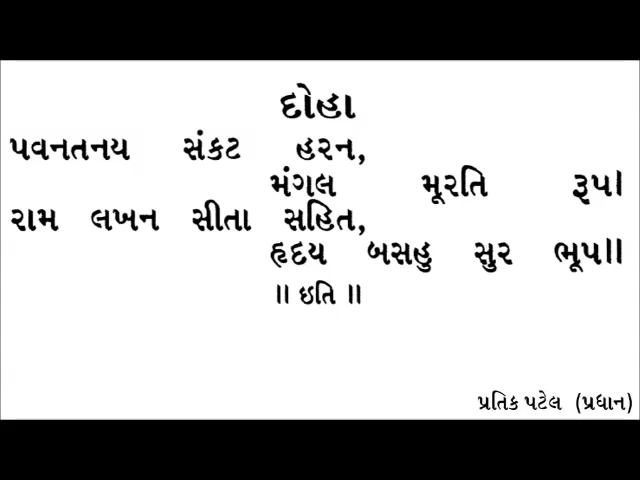 દોહા
પવનતનય સંકટ હરન,
મંગલ મૂરતિ રૂપ।
રામ લખન સીતા સહિત,
હૃદય બસહુ સુર ભૂપ॥
॥ ઇતિ ॥
પ્રતિક પટેલ (પ્રધાન)